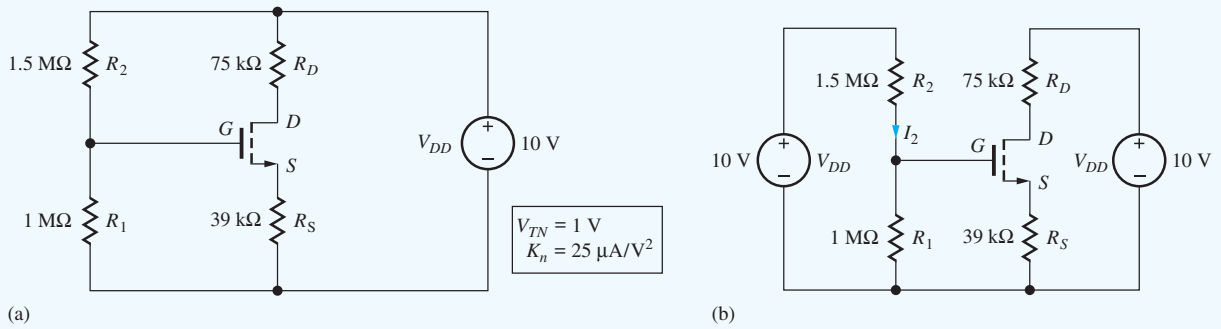 1.5 MΩ R2 75 kΩ RD
G D
S
VDD 10 V
1 MΩ R1 39 kΩ RS
VTN = 1 V
Kn = 25 μA/V2
(a)
1.5 MΩ R2 75 kΩ RD
I2
G D
S
10 V VDD VDD 10 V
1 MΩ R1 39 kΩ RS
(b)